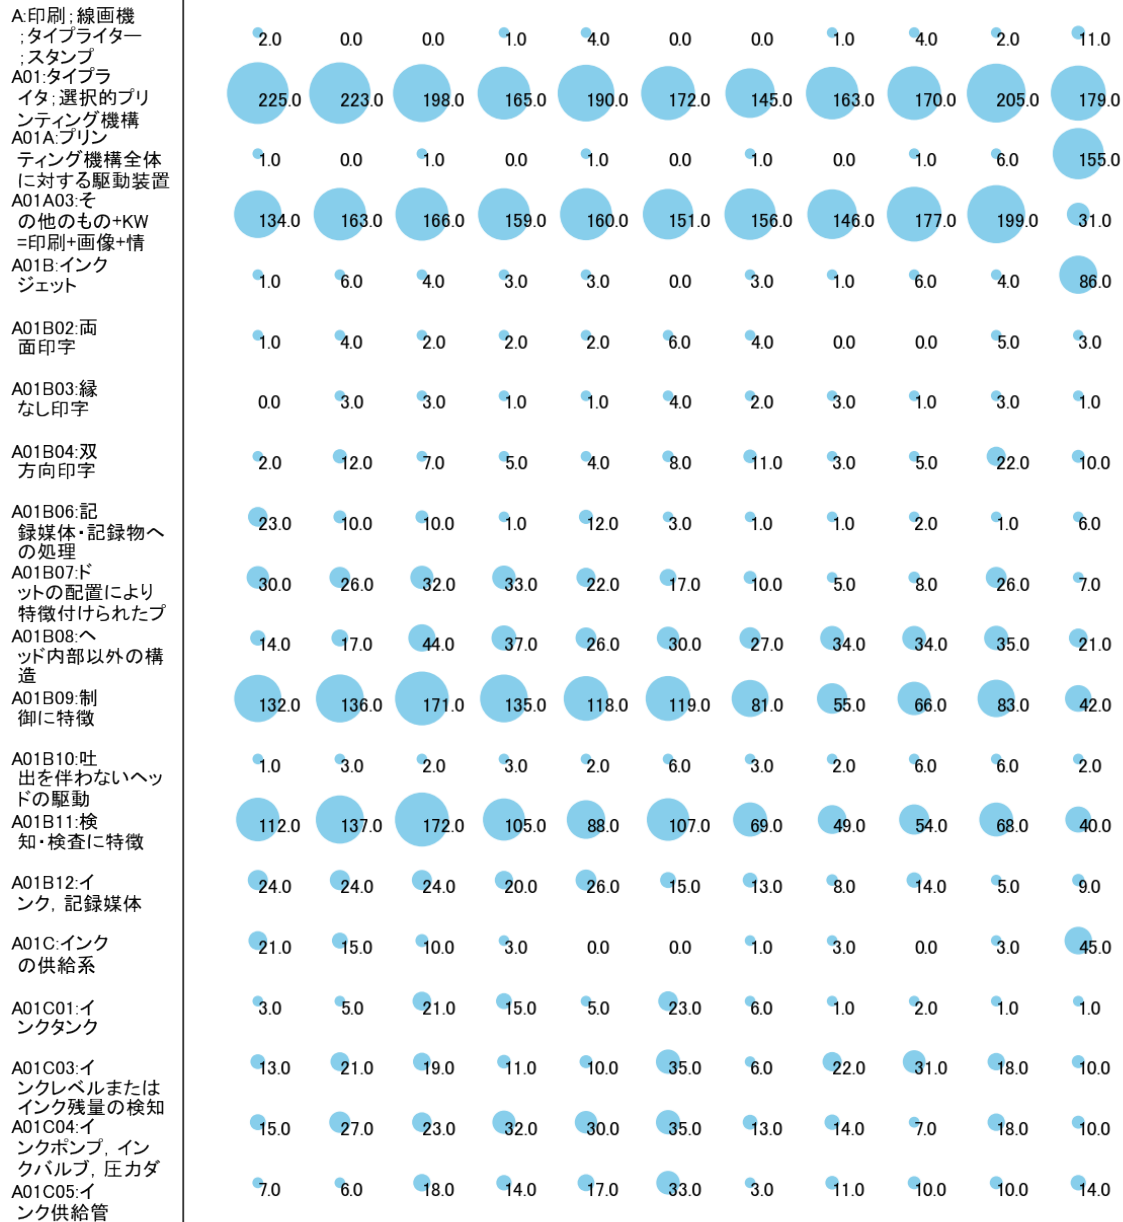 A:印刷;線画機
;タイプライター
;スタンプ
2.0 0.0 0.0 1.0 4.0 0.0 0.0 1.0 4.0 2.0 11.0
A01:タイプラ
イタ;選択的プリ
ンティング機構
225.0 223.0 198.0 165.0 190.0 172.0 145.0 163.0 170.0 205.0 179.0
A01A:プリン
ティング機構全体
に対する駆動装置
1.0 0.0 1.0 0.0 1.0 0.0 1.0 0.0 1.0 6.0 155.0
A01A03:そ
の他のもの+KW
=印刷+画像+情
134.0 163.0 166.0 159.0 160.0 151.0 156.0 146.0 177.0 199.0 31.0
A01B:インク
ジェット
1.0 6.0 4.0 3.0 3.0 0.0 3.0 1.0 6.0 4.0 86.0
A01B02:両
面印字
1.0 4.0 2.0 2.0 2.0 6.0 4.0 0.0 0.0 5.0 3.0
A01B03:縁
なし印字
0.0 3.0 3.0 1.0 1.0 4.0 2.0 3.0 1.0 3.0 1.0
A01B04:双
方向印字
2.0 12.0 7.0 5.0 4.0 8.0 11.0 3.0 5.0 22.0 10.0
A01B06:記
録媒体・記録物へ
の処理
23.0 10.0 10.0 1.0 12.0 3.0 1.0 1.0 2.0 1.0 6.0
A01B07:ド
ットの配置により
特徴付けられたプ
30.0 26.0 32.0 33.0 22.0 17.0 10.0 5.0 8.0 26.0 7.0
A01B08:ヘ
ッド内部以外の構
造
14.0 17.0 44.0 37.0 26.0 30.0 27.0 34.0 34.0 35.0 21.0
A01B09:制
御に特徴
132.0 136.0 171.0 135.0 118.0 119.0 81.0 55.0 66.0 83.0 42.0
A01B10:吐
出を伴わないヘッ
ドの駆動
1.0 3.0 2.0 3.0 2.0 6.0 3.0 2.0 6.0 6.0 2.0
A01B11:検
知・検査に特徴
112.0 137.0 172.0 105.0 88.0 107.0 69.0 49.0 54.0 68.0 40.0
A01B12:イ
ンク, 記録媒体
24.0 24.0 24.0 20.0 26.0 15.0 13.0 8.0 14.0 5.0 9.0
A01C:インク
の供給系
21.0 15.0 10.0 3.0 0.0 0.0 1.0 3.0 0.0 3.0 45.0
A01C01:イ
ンクタンク
3.0 5.0 21.0 15.0 5.0 23.0 6.0 1.0 2.0 1.0 1.0
A01C03:イ
ンクレベルまたは
インク残量の検知
13.0 21.0 19.0 11.0 10.0 35.0 6.0 22.0 31.0 18.0 10.0
A01C04:イ
ンクポンプ, イン
クバルブ, 圧力ダ
15.0 27.0 23.0 32.0 30.0 35.0 13.0 14.0 7.0 18.0 10.0
A01C05:イ
ンク供給管
7.0 6.0 18.0 14.0 17.0 33.0 3.0 11.0 10.0 10.0 14.0